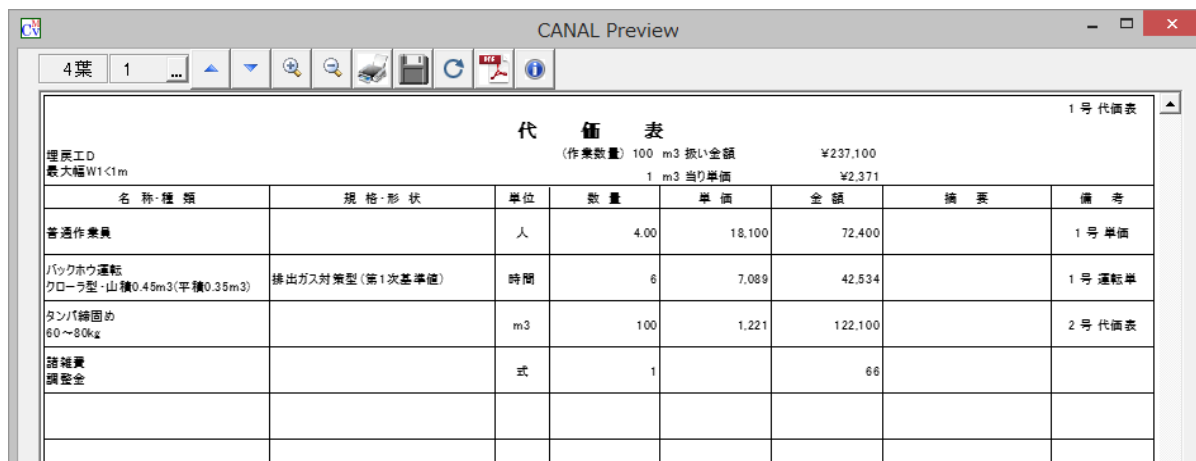 CANAL Preview
4葉 1 ...
1 号 代価表
代 価 表
埋戻工D
(作業数量) 100 m3 扱い金額 ¥237,100
最大幅W1<1m
1 m3 当り単価 ¥2,371
名 称・種 類 規 格・形 状 単位 数 量 単 価 金 額 摘 要 備 考
普通作業員 人 4.00 18,100 72,400 1 号 単価
バックホウ運転
クローラ型・山積0.45m3(平積0.35m3) 排出ガス対策型(第1次基準値) 時間 6 7,089 42,534 1 号 運転単
タンパ締固め
60～80kg m3 100 1,221 122,100 2 号 代価表
諸雑費
調整金 式 1 66